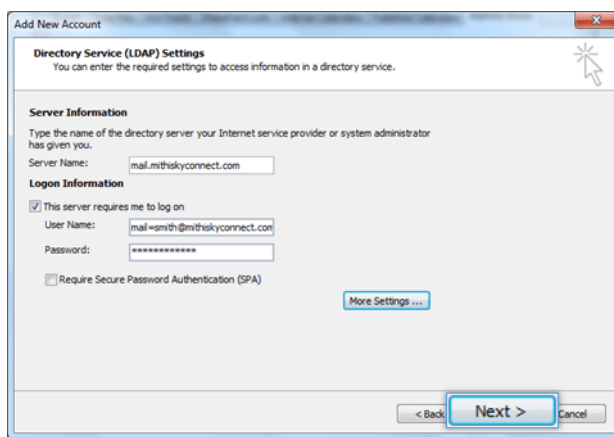 Add New Account
Directory Service (LDAP) Settings
You can enter the required settings to access information in a directory service.
Server Information
Type the name of the directory server your Internet service provider or system administrator
has given you.
Server Name: mail.mithiskyconnect.com
Logon Information
This server requires me to log on
User Name: mail=smith@mithiskyconnect.com
Password: ************
Require Secure Password Authentication (SPA)
More Settings ...
< Back Next > Cancel